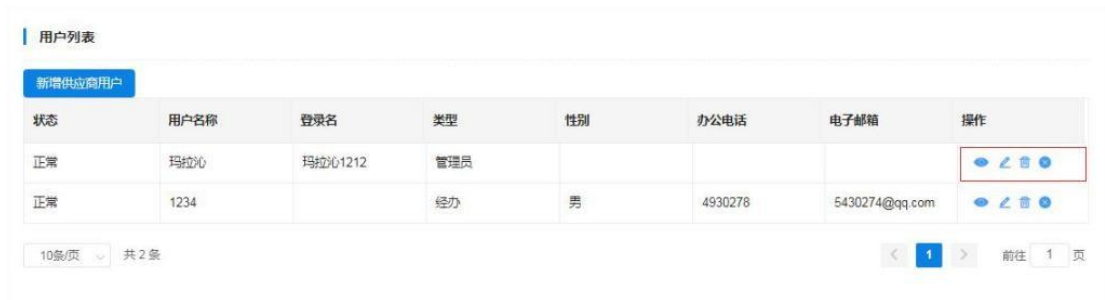 用户列表
新增供应商用户
状态 用户名称 登录名 类型 性别 办公电话 电子邮箱 操作
正常 玛拉沁 玛拉沁1212 管理员
正常 1234 经办 男 4930278 5430274@qq.com
10条/页 共 2 条 < 1 > 前往 1 页